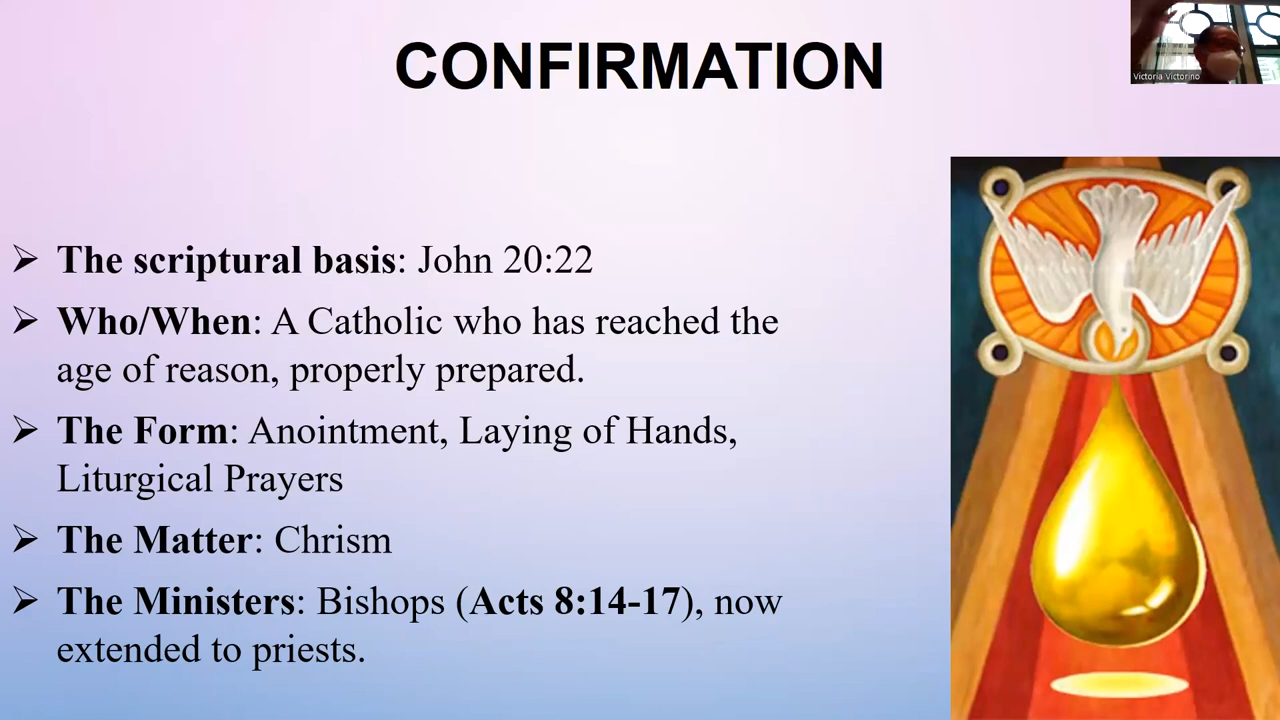 CONFIRMATION
Victoria Victorino
➢ The scriptural basis: John 20:22
➢ Who/When: A Catholic who has reached the
age of reason, properly prepared.
➢ The Form: Anointment, Laying of Hands,
Liturgical Prayers
➢ The Matter: Chrism
➢ The Ministers: Bishops (Acts 8:14-17), now
extended to priests.